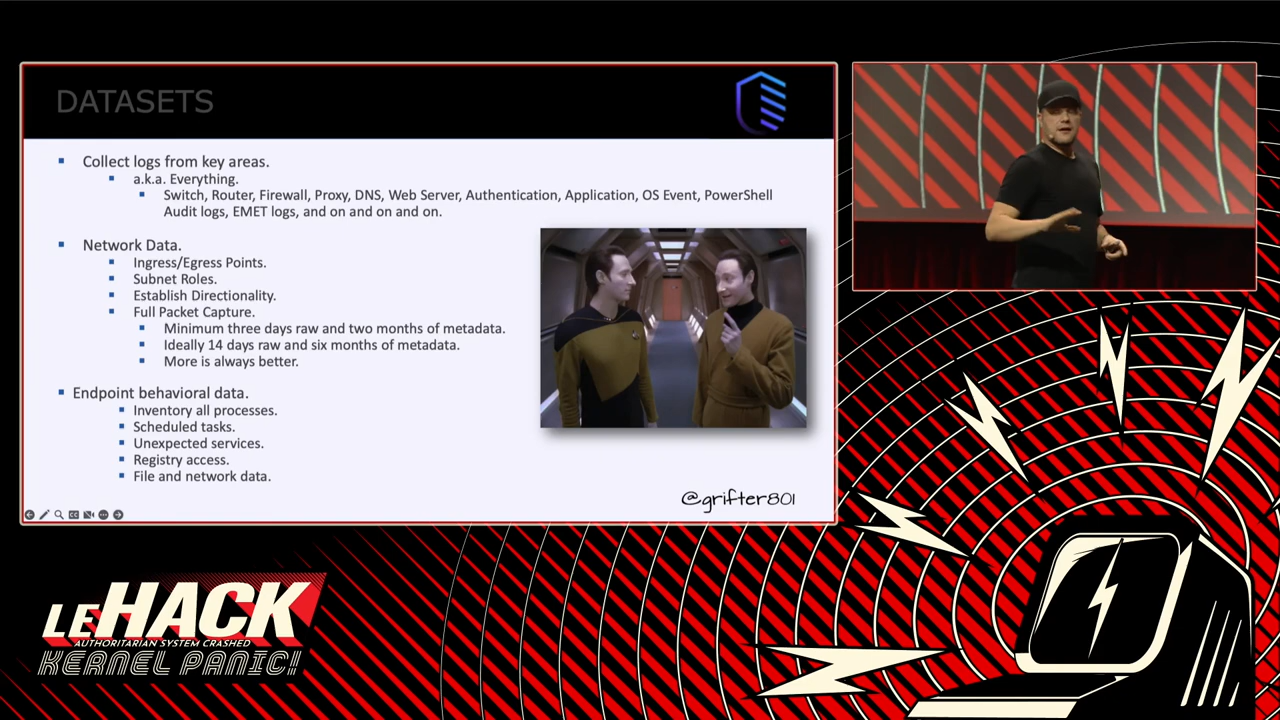 DATASETS
Collect logs from key areas.
a.k.a. Everything.
Switch, Router, Firewall, Proxy, DNS, Web Server, Authentication, Application, OS Event, PowerShell
Audit logs, EMET logs, and on and on and on.
Network Data.
Ingress/Egress Points.
Subnet Roles.
Establish Directionality.
Full Packet Capture.
Minimum three days raw and two months of metadata.
Ideally 14 days raw and six months of metadata.
More is always better.
Endpoint behavioral data.
Inventory all processes.
Scheduled tasks.
Unexpected services.
Registry access.
File and network data.
@grifter801
LEHACK
AUTHORITARIAN SYSTEM CRASHED
KERNEL PANIC!